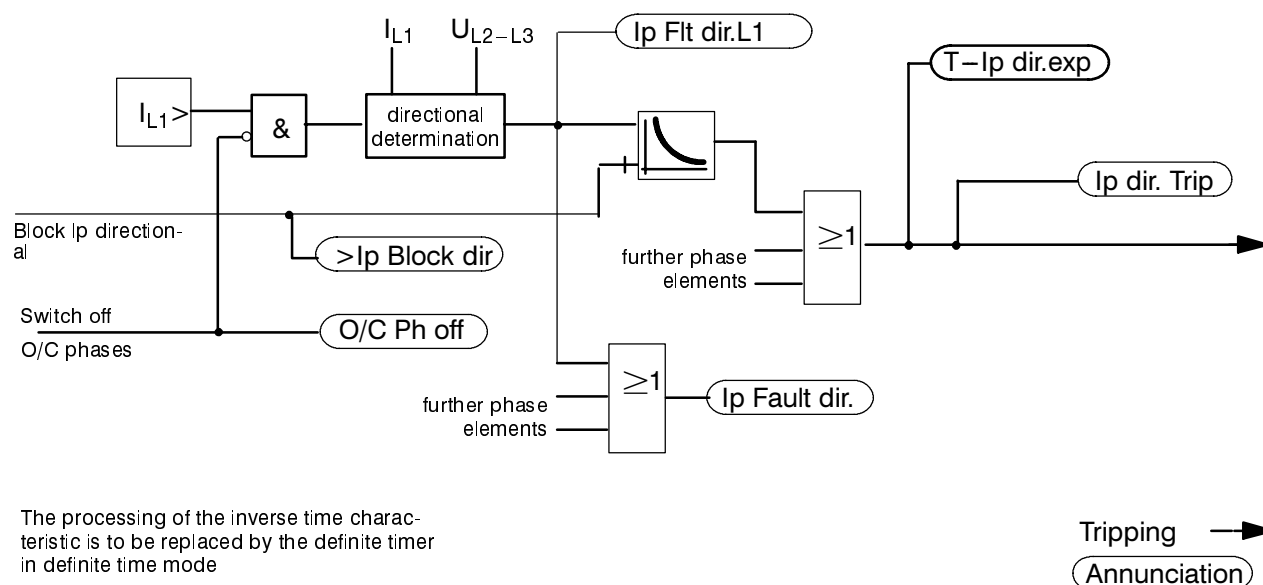 I L1
U L2−L3
Ip Flt dir.L1
T−Ip dir.exp
I L1 >
&
directional
determination
Ip dir. Trip
Block Ip direction-
al
>Ip Block dir
further phase
elements
≥1
Switch off
O/C phases
O/C Ph off
≥1
further phase
elements
Ip Fault dir.
The processing of the inverse time charac-
teristic is to be replaced by the definite timer
in definite time mode
Tripping
Annunciation